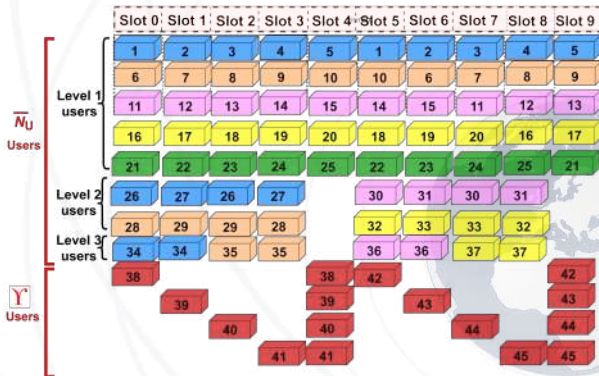 Slot 0 Slot 1 Slot 2 Slot 3 Slot 4 Slot 5 Slot 6 Slot 7 Slot 8 Slot 9
1 2 3 4 5 1 2 3 4 5
6 7 8 9 10 10 6 7 8 9
Level 1
users
11 12 13 14 15 14 15 11 12 13
N̅U
Users
16 17 18 19 20 18 19 20 16 17
21 22 23 24 25 22 23 24 25 21
Level 2
users
26 27 26 27 30 31 30 31
28 29 29 28 32 33 33 32
Level 3
users
34 34 35 35 36 36 37 37
38 38 42 42
ϒ
Users
39 39 43 43
40 40 44 44
41 41 45 45